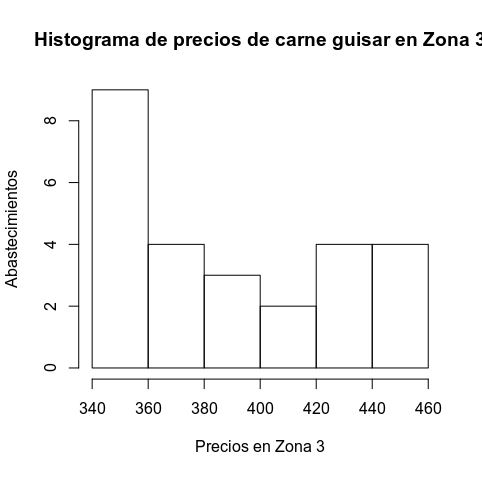 Histograma de precios de carne guisar en Zona 3
Abastecimientos
8
6
4
2
0
340 360 380 400 420 440 460
Precios en Zona 3